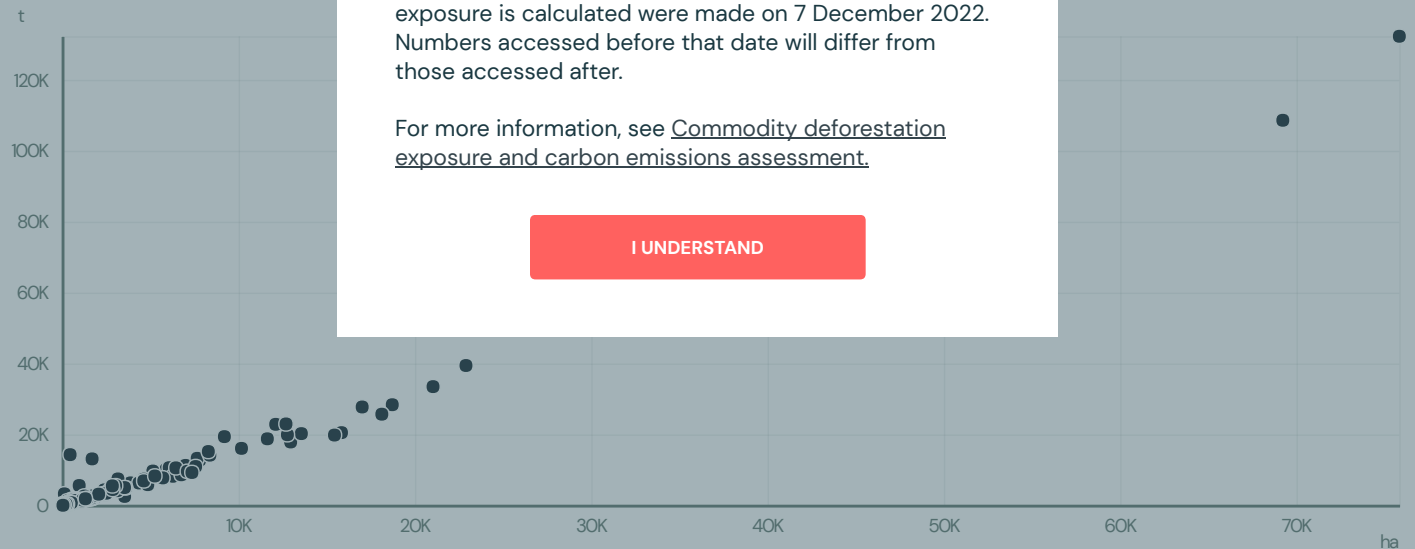 t
exposure is calculated were made on 7 December 2022.
Numbers accessed before that date will differ from
those accessed after.
For more information, see Commodity deforestation
exposure and carbon emissions assessment.
I UNDERSTAND
120K
100K
80K
60K
40K
20K
0
10K 20K 30K 40K 50K 60K 70K
ha